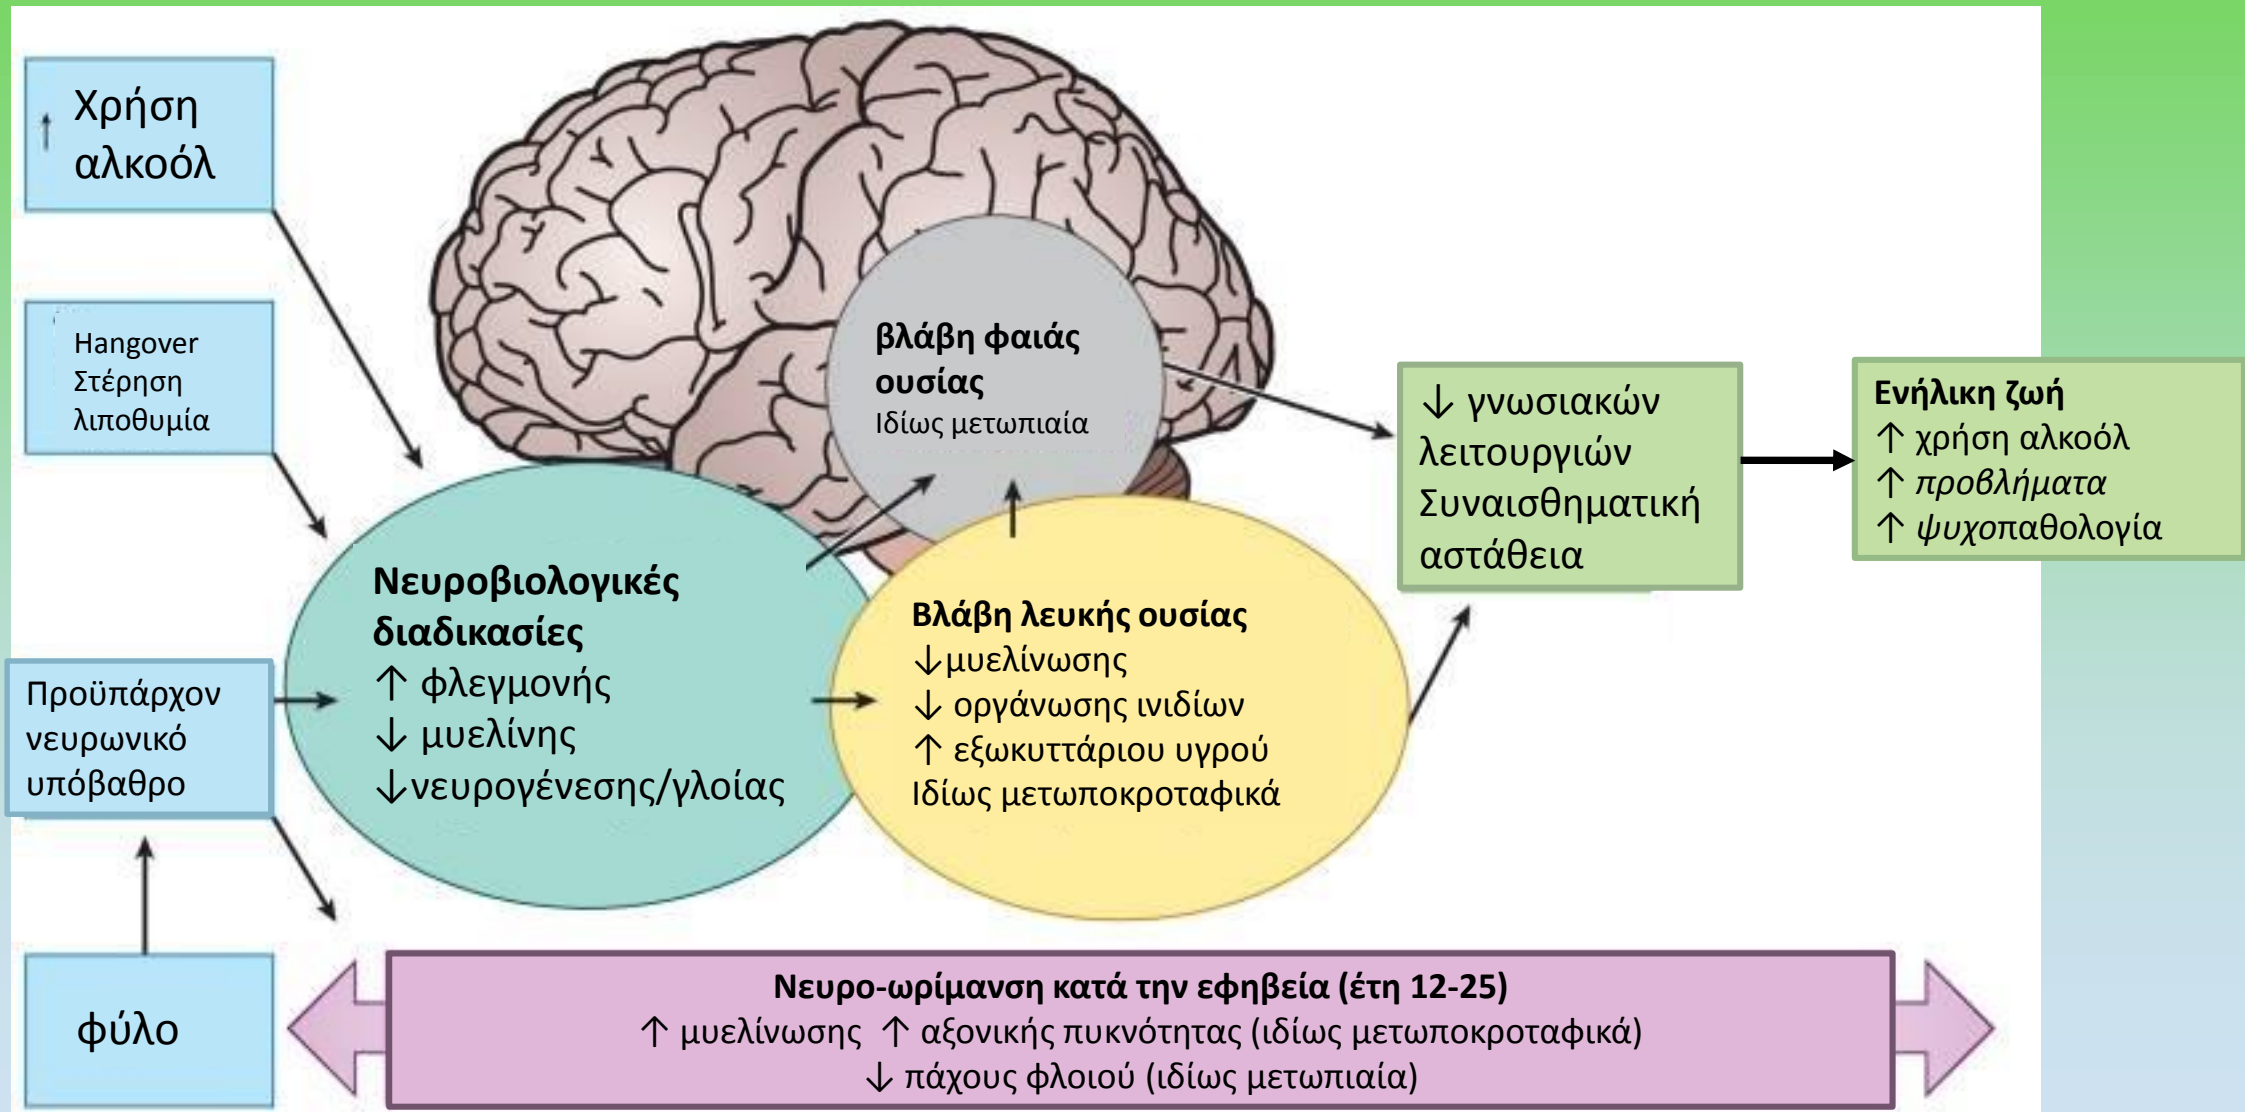 ↑ Χρήση
αλκοόλ
Hangover
Στέρηση
λιποθυμία
Προϋπάρχον
νευρωνικό
υπόβαθρο
φύλο
Νευροβιολογικές
διαδικασίες
↑ φλεγμονής
↓ μυελίνης
↓νευρογένεσης/γλοίας
βλάβη φαιάς
ουσίας
Ιδίως μετωπιαία
Βλάβη λευκής ουσίας
↓μυελίνωσης
↓ οργάνωσης ινιδίων
↑ εξωκυττάριου υγρού
Ιδίως μετωποκροταφικά
↓ γνωσιακών
λειτουργιών
Συναισθηματική
αστάθεια
Ενήλικη ζωή
↑ χρήση αλκοόλ
↑ προβλήματα
↑ ψυχοπαθολογία
Νευρο-ωρίμανση κατά την εφηβεία (έτη 12-25)
↑ μυελίνωσης ↑ αξονικής πυκνότητας (ιδίως μετωποκροταφικά)
↓ πάχους φλοιού (ιδίως μετωπιαία)